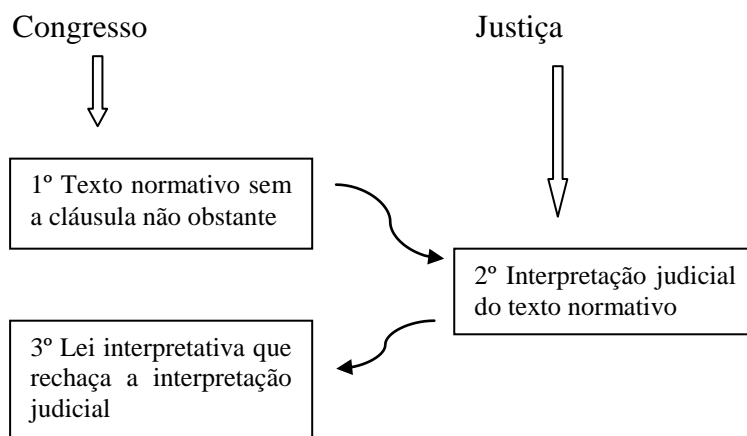 Congresso
Justiça
1º Texto normativo sem
a cláusula não obstante
2º Interpretação judicial
do texto normativo
3º Lei interpretativa que
rechaça a interpretação
judicial